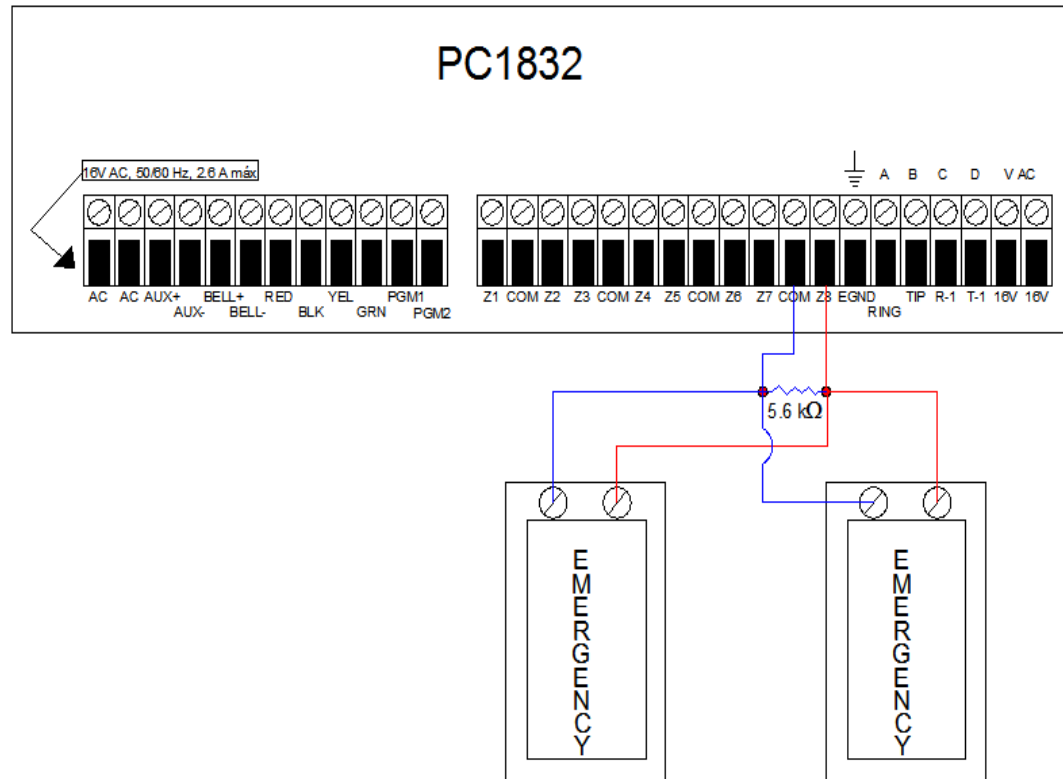 PC1832
16V AC, 50/60 Hz, 2.6 A máx
A B C D V AC
AC AC AUX+ BELL+ RED YEL PGM1
AUX- BELL- BLK GRN PGM2
Z1 COM Z2 Z3 COM Z4 Z5 COM Z6 Z7 COM Z8 EGND TIP R-1 T-1 16V 16V
RING
5.6 kΩ
EMERGENCY
EMERGENCY